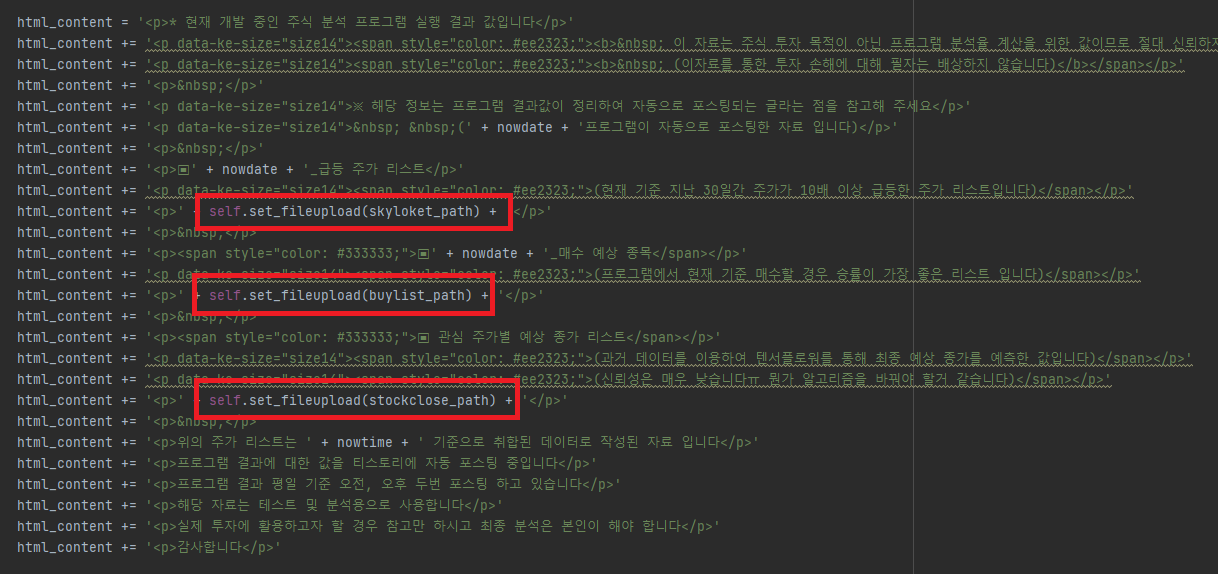 html_content = '<p>* 현재 개발 중인 주식 분석 프로그램 실행 결과 값입니다</p>'
html_content += '<p data-ke-size="size14"><span style="color: #ee2323;"><b>&nbsp; 이 자료는 주식 투자 목적이 아닌 프로그램 분석율 계산을 위한 값이므로 절대 신뢰하지
html_content += '<p data-ke-size="size14"><span style="color: #ee2323;"><b>&nbsp; (이자료를 통한 투자 손해에 대해 필자는 배상하지 않습니다)</b></span></p>'
html_content += '<p>&nbsp;</p>'
html_content += '<p data-ke-size="size14">※ 해당 정보는 프로그램 결과값이 정리하여 자동으로 포스팅되는 글라는 점을 참고해 주세요</p>'
html_content += '<p data-ke-size="size14">&nbsp; &nbsp;(' + nowdate + '프로그램이 자동으로 포스팅한 자료 입니다)</p>'
html_content += '<p>&nbsp;</p>'
html_content += '<p>▣' + nowdate + '_급등 주가 리스트</p>'
html_content += '<p data-ke-size="size14"><span style="color: #ee2323;">(현재 기준 지난 30일간 주가가 10배 이상 급등한 주가 리스트입니다)</span></p>'
html_content += '<p>' + self.set_fileupload(skyloket_path) + '</p>'
html_content += '<p>&nbsp;</p>'
html_content += '<p><span style="color: #333333;">▣' + nowdate + '_매수 예상 종목</span></p>'
html_content += '<p data-ke-size="size14"><span style="color: #ee2323;">(프로그램에서 현재 기준 매수할 경우 승률이 가장 좋은 리스트 입니다)</span></p>'
html_content += '<p>' + self.set_fileupload(buylist_path) + '</p>'
html_content += '<p>&nbsp;</p>'
html_content += '<p><span style="color: #333333;">▣ 관심 주가별 예상 종가 리스트</span></p>'
html_content += '<p data-ke-size="size14"><span style="color: #ee2323;">(과거 데이터를 이용하여 텐서플로워를 통해 최종 예상 종가를 예측한 값입니다)</span></p>'
html_content += '<p data-ke-size="size14"><span style="color: #ee2323;">(신뢰성은 매우 낮습니다ㅠ 뭔가 알고리즘을 바꿔야 할거 같습니다)</span></p>'
html_content += '<p>' + self.set_fileupload(stockclose_path) + '</p>'
html_content += '<p>&nbsp;</p>'
html_content += '<p>위의 주가 리스트는 ' + nowtime + ' 기준으로 취합된 데이터로 작성된 자료 입니다</p>'
html_content += '<p>프로그램 결과에 대한 값을 티스토리에 자동 포스팅 중입니다</p>'
html_content += '<p>프로그램 결과 평일 기준 오전, 오후 두번 포스팅 하고 있습니다</p>'
html_content += '<p>해당 자료는 테스트 및 분석용으로 사용합니다</p>'
html_content += '<p>실제 투자에 활용하고자 할 경우 참고만 하시고 최종 분석은 본인이 해야 합니다</p>'
html_content += '<p>감사합니다</p>'